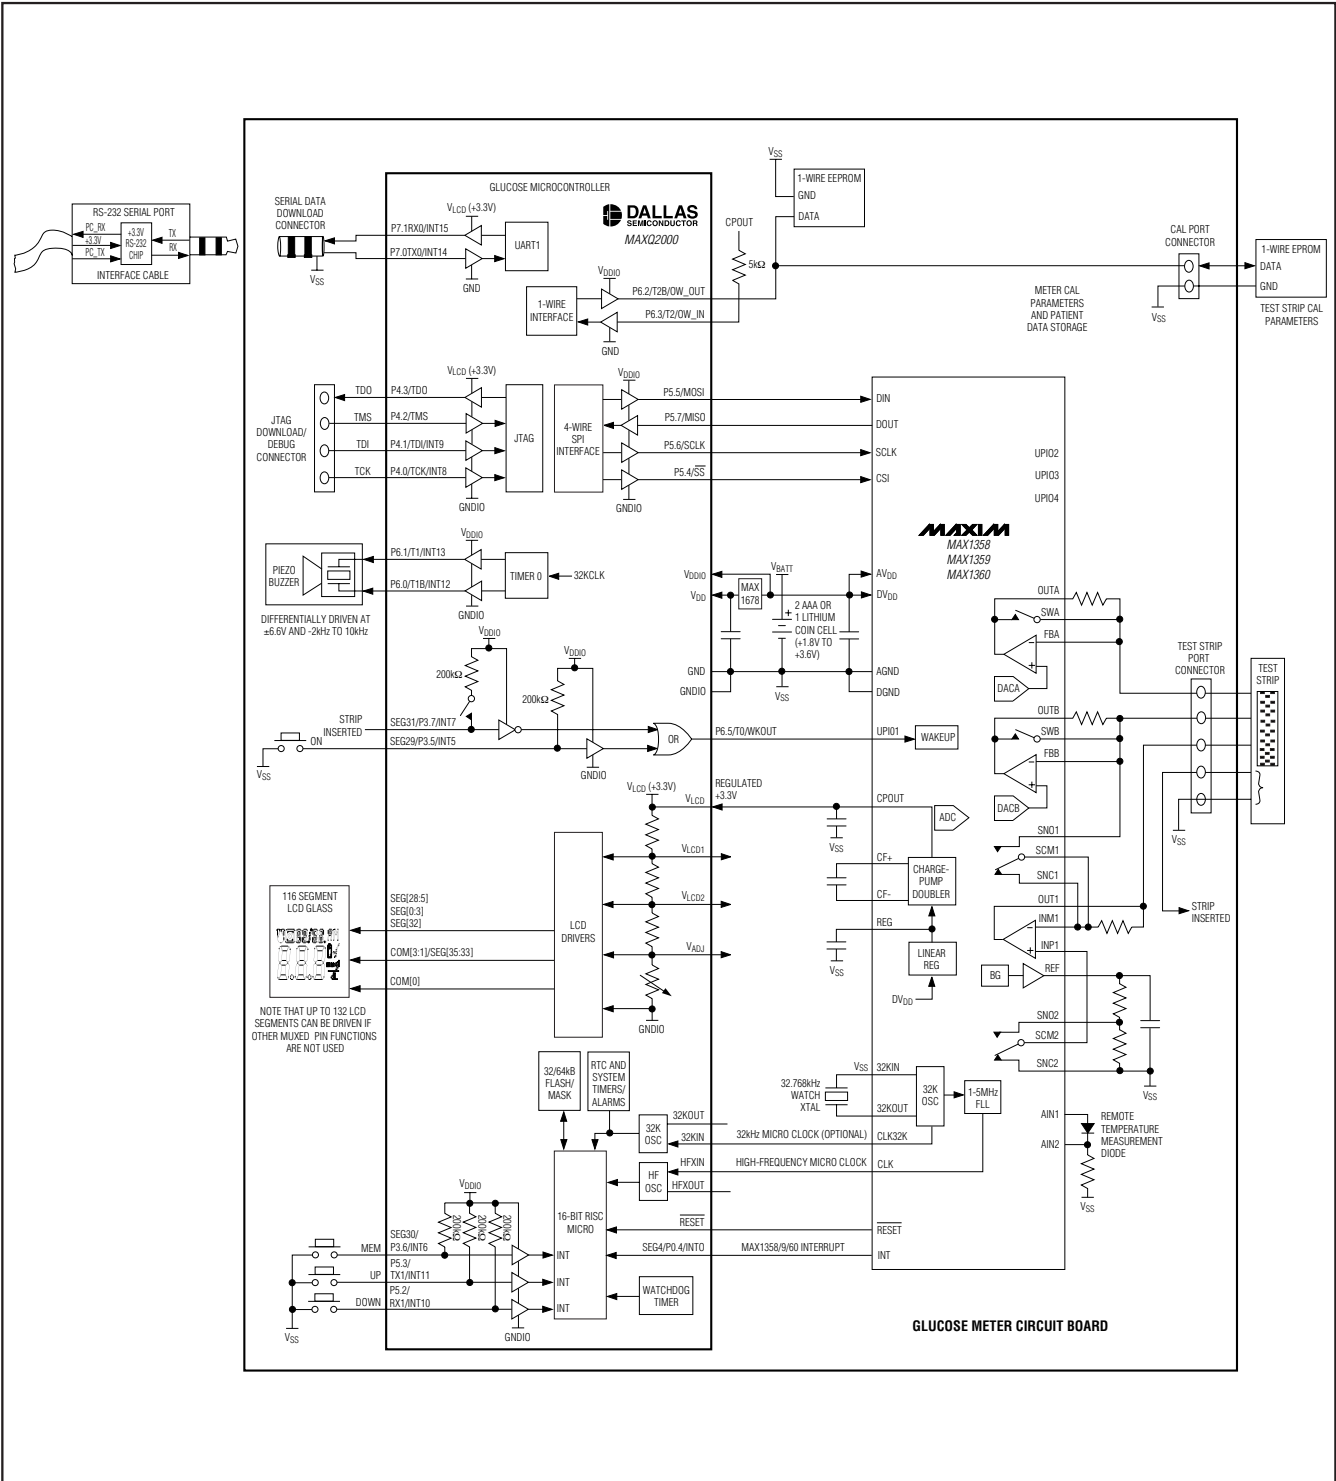 RS-232 SERIAL PORT
PC_RX
+3.3V
PC_TX
+3.3V
RS-232
CHIP
TX
RX
INTERFACE CABLE
SERIAL DATA
DOWNLOAD
CONNECTOR
VSS
GLUCOSE MICROCONTROLLER
DALLAS
SEMICONDUCTOR
MAXQ2000
P7.1RX0/INT15
P7.0TX0/INT14
VLCD (+3.3V)
GND
UART1
1-WIRE
INTERFACE
VDDIO
GND
P6.2/T2B/OW_OUT
P6.3/T2/OW_IN
CPOUT
5kΩ
VSS
1-WIRE EEPROM
GND
DATA
METER CAL
PARAMETERS
AND PATIENT
DATA STORAGE
CAL PORT
CONNECTOR
VSS
1-WIRE EPROM
DATA
GND
TEST STRIP CAL
PARAMETERS
JTAG
DOWNLOAD/
DEBUG
CONNECTOR
TDO
TMS
TDI
TCK
P4.3/TDO
P4.2/TMS
P4.1/TDI/INT9
P4.0/TCK/INT8
VLCD (+3.3V)
GNDIO
JTAG
4-WIRE
SPI
INTERFACE
VDDIO
GNDIO
P5.5/MOSI
P5.7/MISO
P5.6/SCLK
P5.4/SS
DIN
DOUT
SCLK
CSI
UPIO2
UPIO3
UPIO4
MAXIM
MAX1358
MAX1359
MAX1360
PIEZO
BUZZER
DIFFERENTIALLY DRIVEN AT
±6.6V AND -2kHz TO 10kHz
P6.1/T1/INT13
P6.0/T1B/INT12
VDDIO
GNDIO
TIMER 0
32KCLK
VDDIO
VDD
GND
GNDIO
MAX
1678
VBATT
2 AAA OR
1 LITHIUM
COIN CELL
(+1.8V TO
+3.6V)
VSS
AVDD
DVDD
AGND
DGND
OUTA
SWA
FBA
DACA
OUTB
SWB
FBB
DACB
TEST STRIP
PORT
CONNECTOR
TEST
STRIP
VSS
STRIP
INSERTED
STRIP
INSERTED
ON
VSS
VDDIO
200kΩ
VDDIO
200kΩ
SEG31/P3.7/INT7
SEG29/P3.5/INT5
GNDIO
OR
P6.5/T0/WKOUT
UPIO1
WAKEUP
VLCD (+3.3V)
VLCD
REGULATED
+3.3V
CPOUT
ADC
VSS
VLCD1
VLCD2
VADJ
GNDIO
LCD
DRIVERS
CF+
CF-
CHARGE-
PUMP
DOUBLER
REG
VSS
LINEAR
REG
DVDD
SNO1
SCM1
SNC1
OUT1
INM1
INP1
BG
REF
SNO2
SCM2
SNC2
VSS
116 SEGMENT
LCD GLASS
SEG[28:5]
SEG[0:3]
SEG[32]
COM[3:1]/SEG[35:33]
COM[0]
NOTE THAT UP TO 132 LCD
SEGMENTS CAN BE DRIVEN IF
OTHER MUXED PIN FUNCTIONS
ARE NOT USED
32/64kB
FLASH/
MASK
RTC AND
SYSTEM
TIMERS/
ALARMS
32K
OSC
32KOUT
32KIN
HF
OSC
HFXIN
HFXOUT
32.768kHz
WATCH
XTAL
VSS
32KIN
32KOUT
32K
OSC
1-5MHz
FLL
32kHz MICRO CLOCK (OPTIONAL)
CLK32K
HIGH-FREQUENCY MICRO CLOCK
CLK
AIN1
AIN2
REMOTE
TEMPERATURE
MEASUREMENT
DIODE
VSS
16-BIT RISC
MICRO
RESET
RESET
SEG4/P0.4/INTO
MAX1358/9/60 INTERRUPT
INT
WATCHDOG
TIMER
VDDIO
200kΩ
200kΩ
200kΩ
MEM
UP
DOWN
SEG30/
P3.6/INT6
P5.3/
TX1/INT11
P5.2/
RX1/INT10
INT
INT
INT
GNDIO
VSS
GLUCOSE METER CIRCUIT BOARD